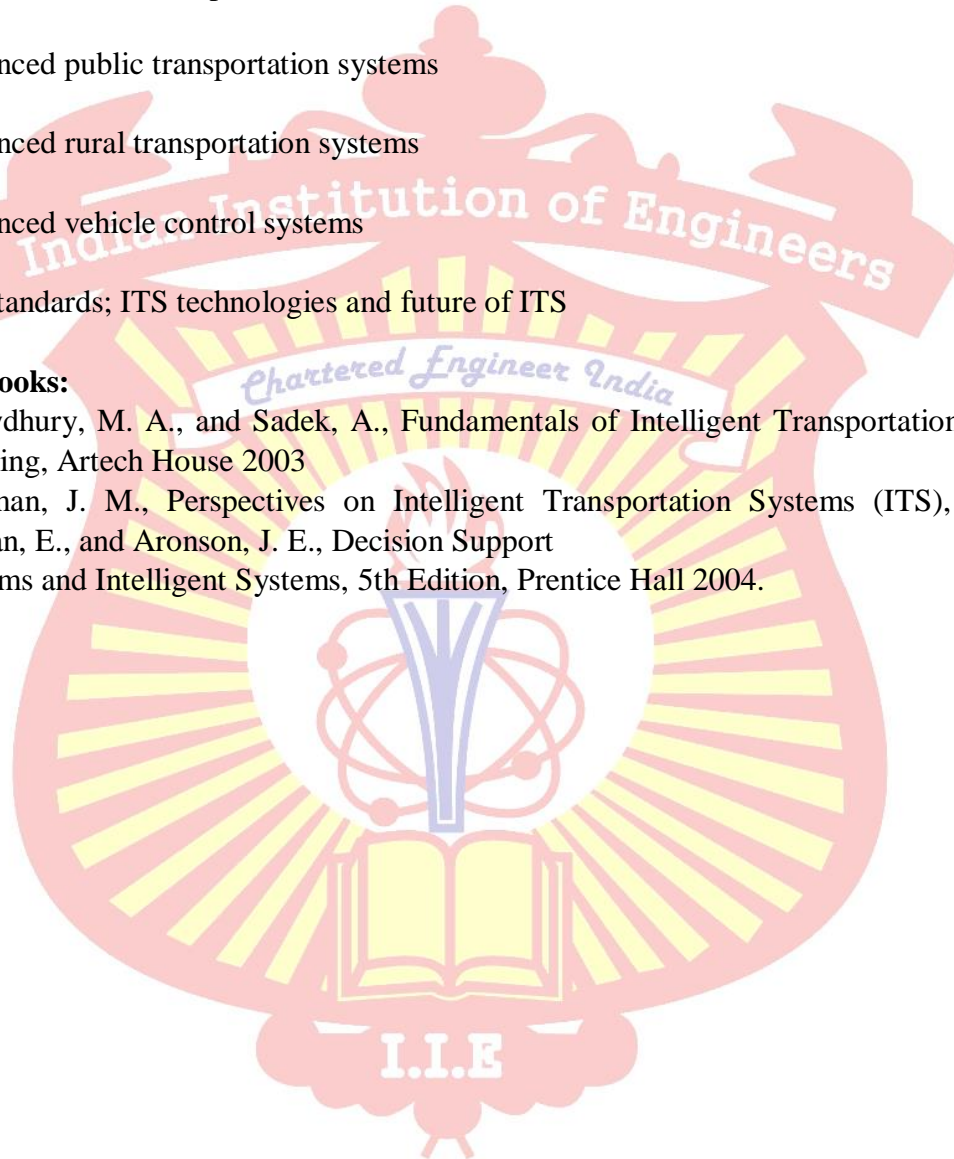 nced public transportation systems
nced rural transportation systems
nced vehicle control systems
Indian Institution of Engineers
tandards; ITS technologies and future of ITS
Chartered Engineer India
ooks:
dhury, M. A., and Sadek, A., Fundamentals of Intelligent Transportation
ing, Artech House 2003
man, J. M., Perspectives on Intelligent Transportation Systems (ITS),
an, E., and Aronson, J. E., Decision Support
ms and Intelligent Systems, 5th Edition, Prentice Hall 2004.
I.I.E